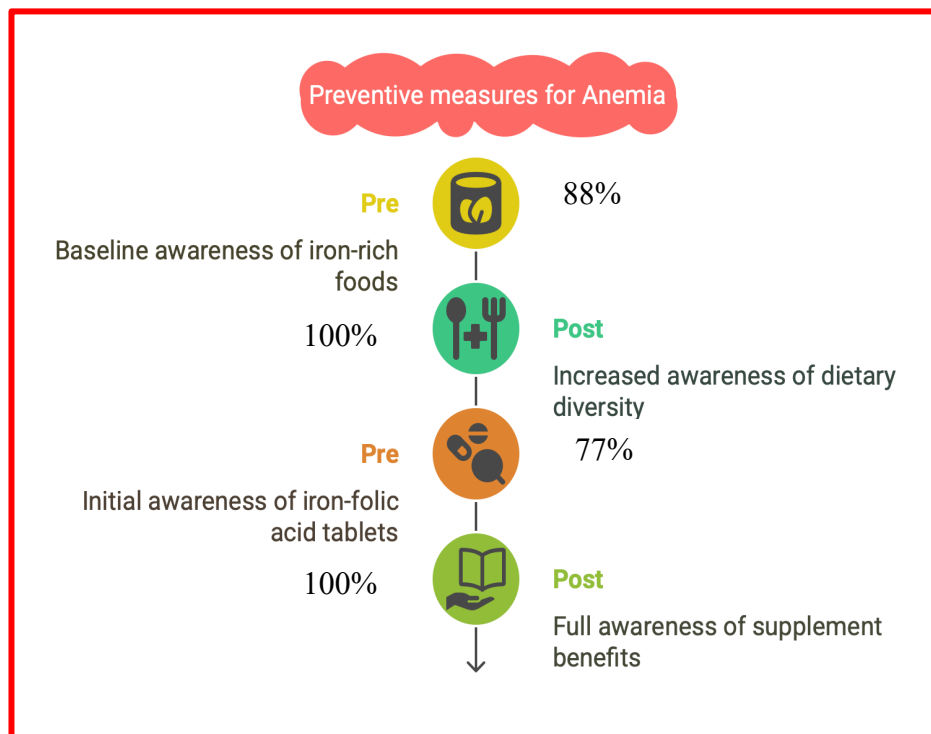 Preventive measures for Anemia
88%
Pre
Baseline awareness of iron-rich
foods
100%
Post
Increased awareness of dietary
diversity
77%
Pre
Initial awareness of iron-folic
acid tablets
100%
Post
Full awareness of supplement
benefits